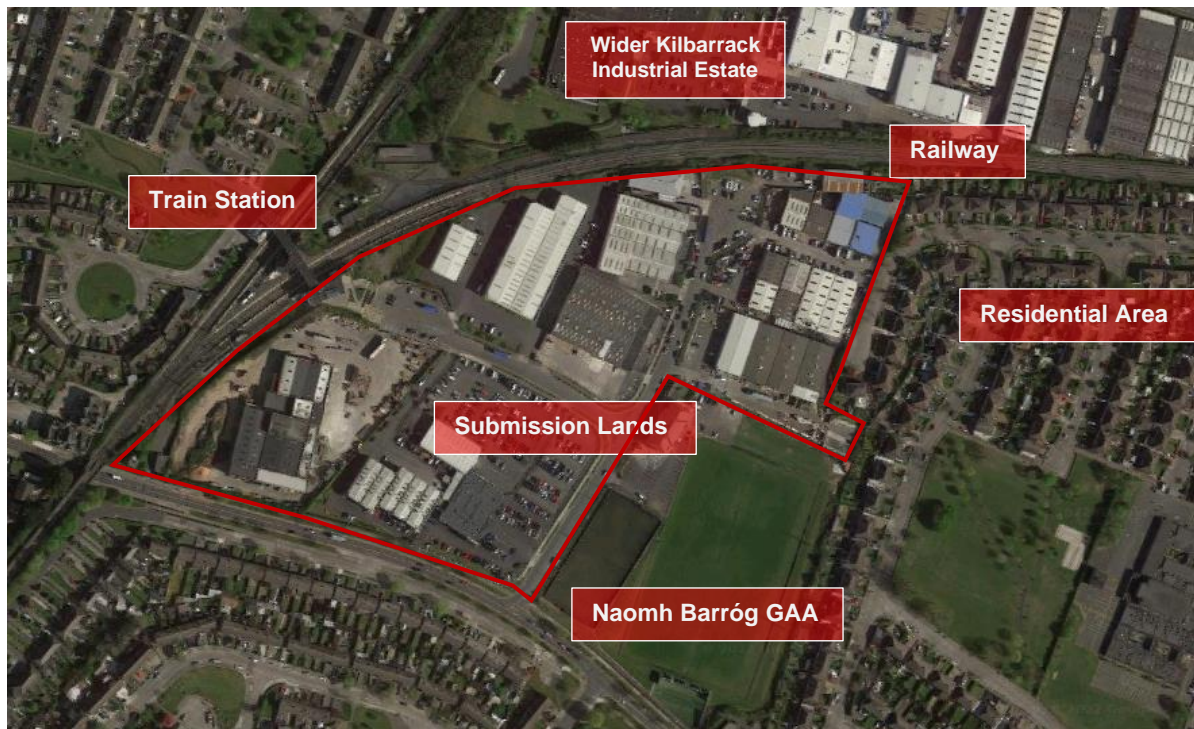 Wider Kilbarrack
Industrial Estate
Railway
Train Station
Residential Area
Submission Lands
Naomh Barróg GAA